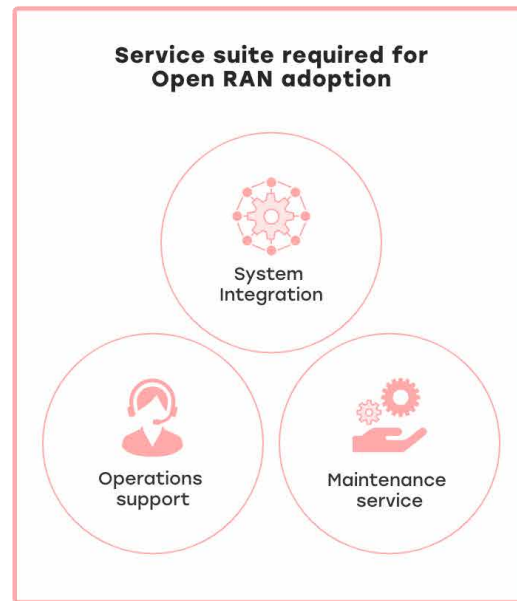 Service suite required for
Open RAN adoption
System
Integration
Operations
support
Maintenance
service